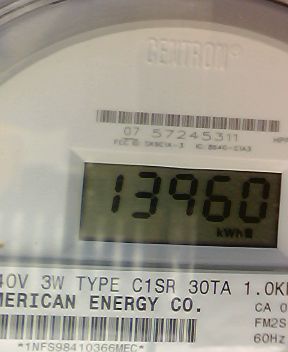 CENTRON®
07 57245311
13960
kWh
40V 3W TYPE C1SR 30TA 1.0K
MERICAN ENERGY CO.
CA 0
FM2S
60Hz
*1NFS98410366MEC*